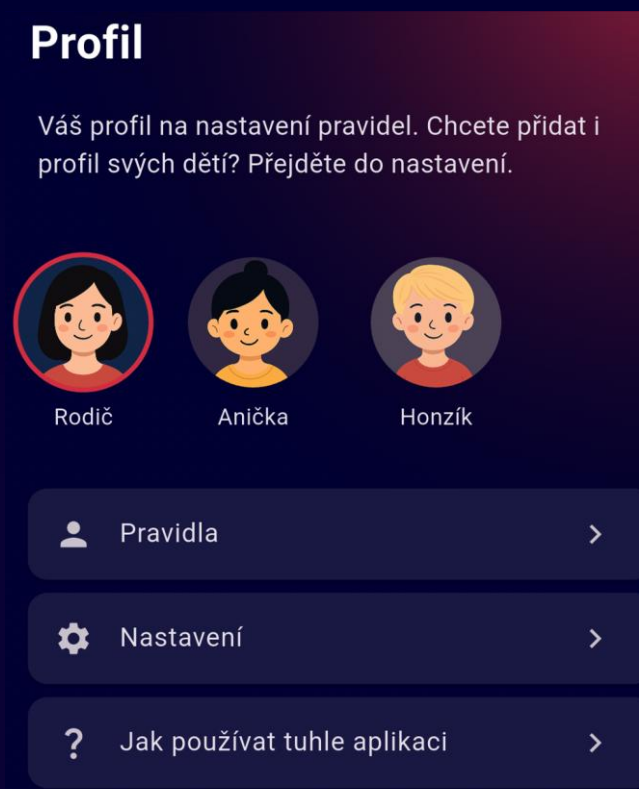 Profil
Váš profil na nastavení pravidel. Chcete přidat i
profil svých dětí? Přejděte do nastavení.
Rodič
Anička
Honzík
Pravidla
Nastavení
Jak používat tuhle aplikaci